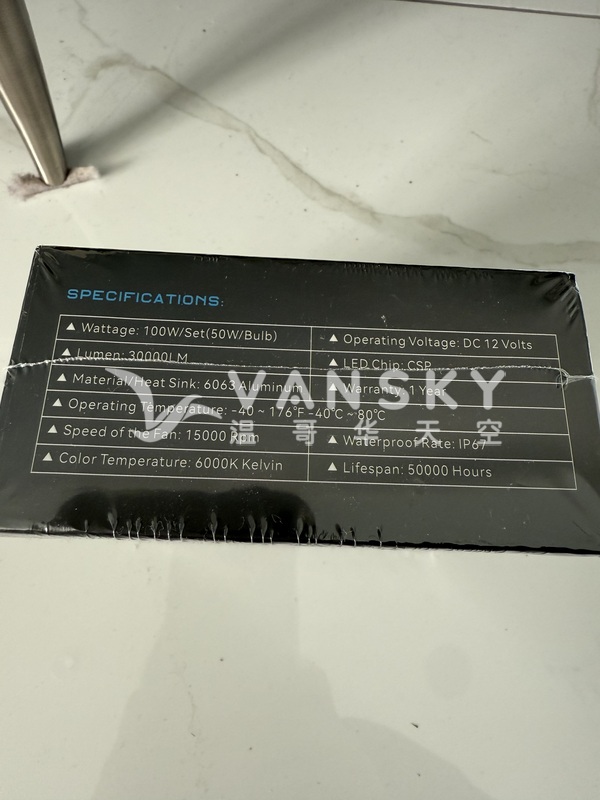 SPECIFICATIONS:
▲ Wattage: 100W/Set(50W/Bulb)
▲ Operating Voltage: DC 12 Volts
▲ Lumen: 30000LM
▲ LED Chip: CSP
▲ Material/Heat Sink: 6063 Aluminum
▲ Warranty: 1 Year
▲ Operating Temperature: -40 ~ 176°F -40°C ~ 80°C
▲ Speed of the Fan: 15000 Rpm
▲ Waterproof Rate: IP67
▲ Color Temperature: 6000K Kelvin
▲ Lifespan: 50000 Hours
VANSKY
温哥华天空